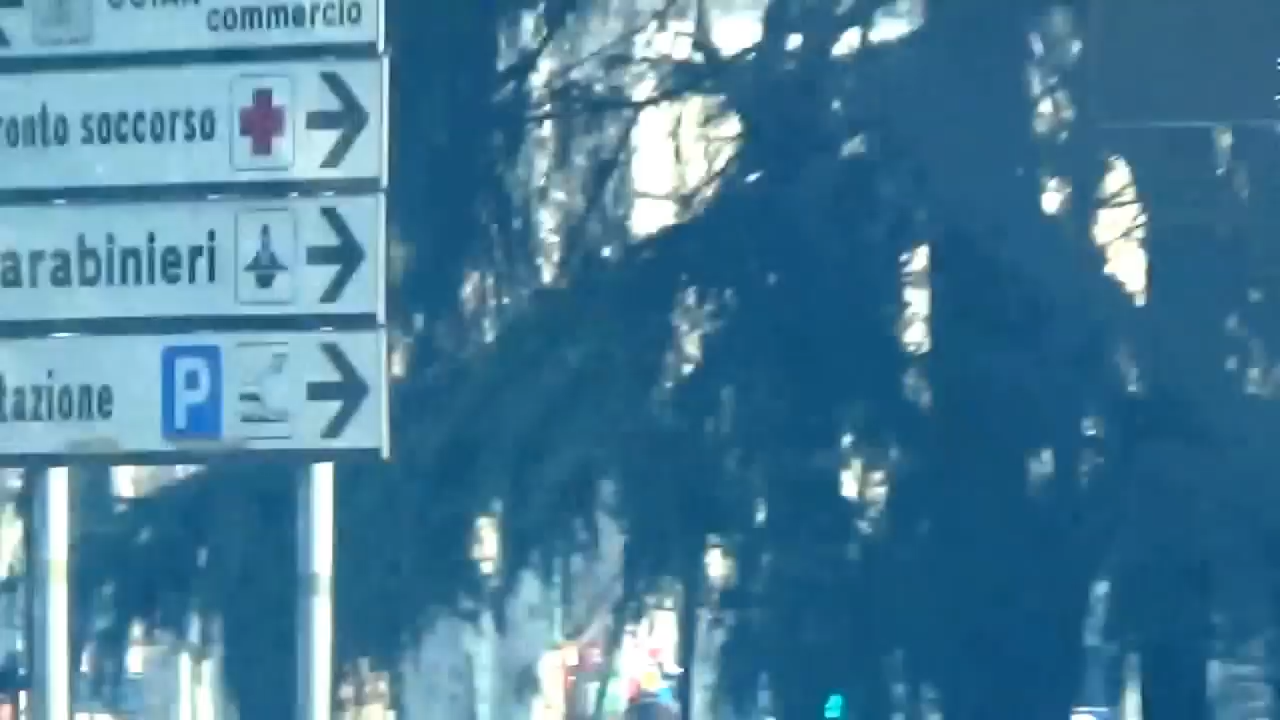 commercio
ronto soccorso
arabinieri
tazione P